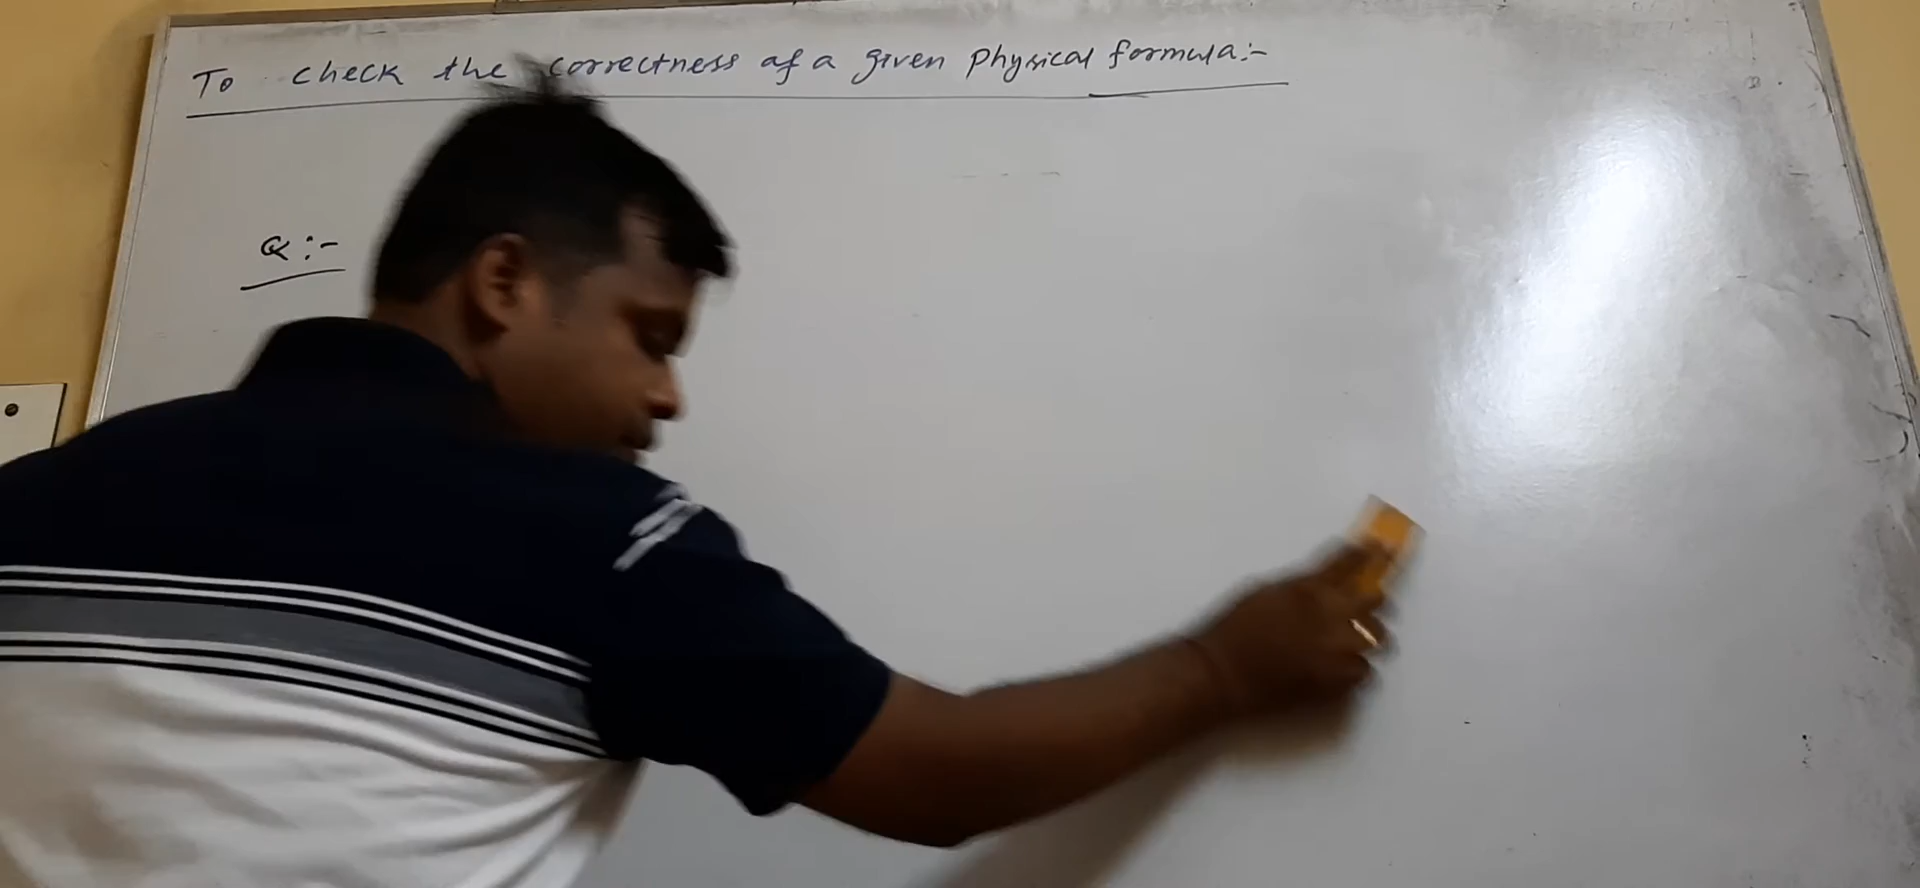 To check the correctness of a given physical formula:-
Q:-